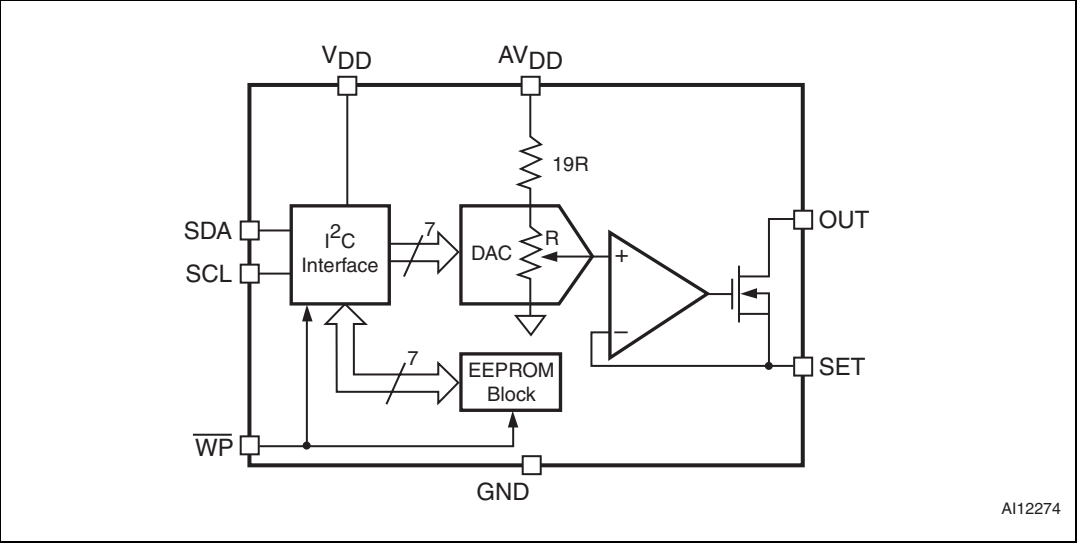 VDD
AVDD
19R
SDA
SCL
I2C
Interface
7
DAC
R
+
OUT
−
SET
7
EEPROM
Block
WP
GND
AI12274